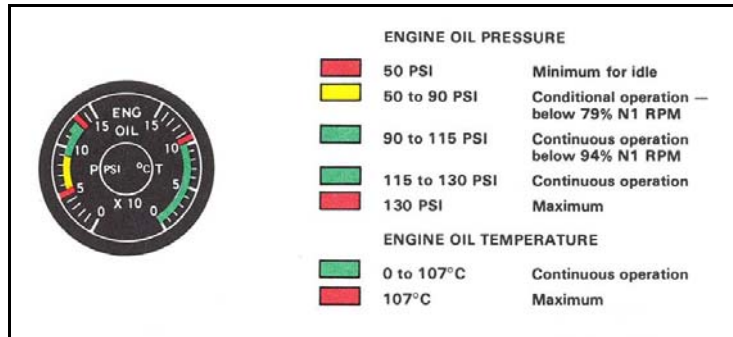 ENG
OIL
15 15
10 10
P PSI °C T
5 5
X 10
0 0
ENGINE OIL PRESSURE
50 PSI Minimum for idle
50 to 90 PSI Conditional operation —
below 79% N1 RPM
90 to 115 PSI Continuous operation
below 94% N1 RPM
115 to 130 PSI Continuous operation
130 PSI Maximum
ENGINE OIL TEMPERATURE
0 to 107°C Continuous operation
107°C Maximum